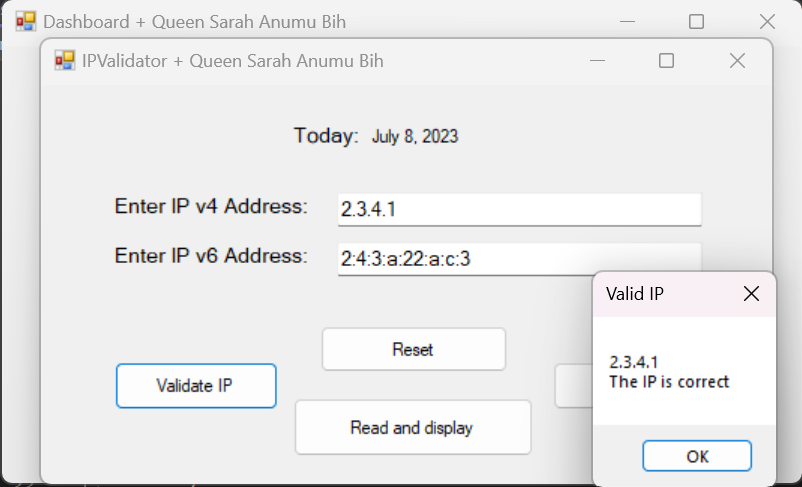 Dashboard + Queen Sarah Anumu Bih
IPValidator + Queen Sarah Anumu Bih
Today: July 8, 2023
Enter IP v4 Address: 2.3.4.1
Enter IP v6 Address: 2:4:3:a:22:a:c:3
Valid IP
Reset
2.3.4.1
The IP is correct
Validate IP
Read and display
OK